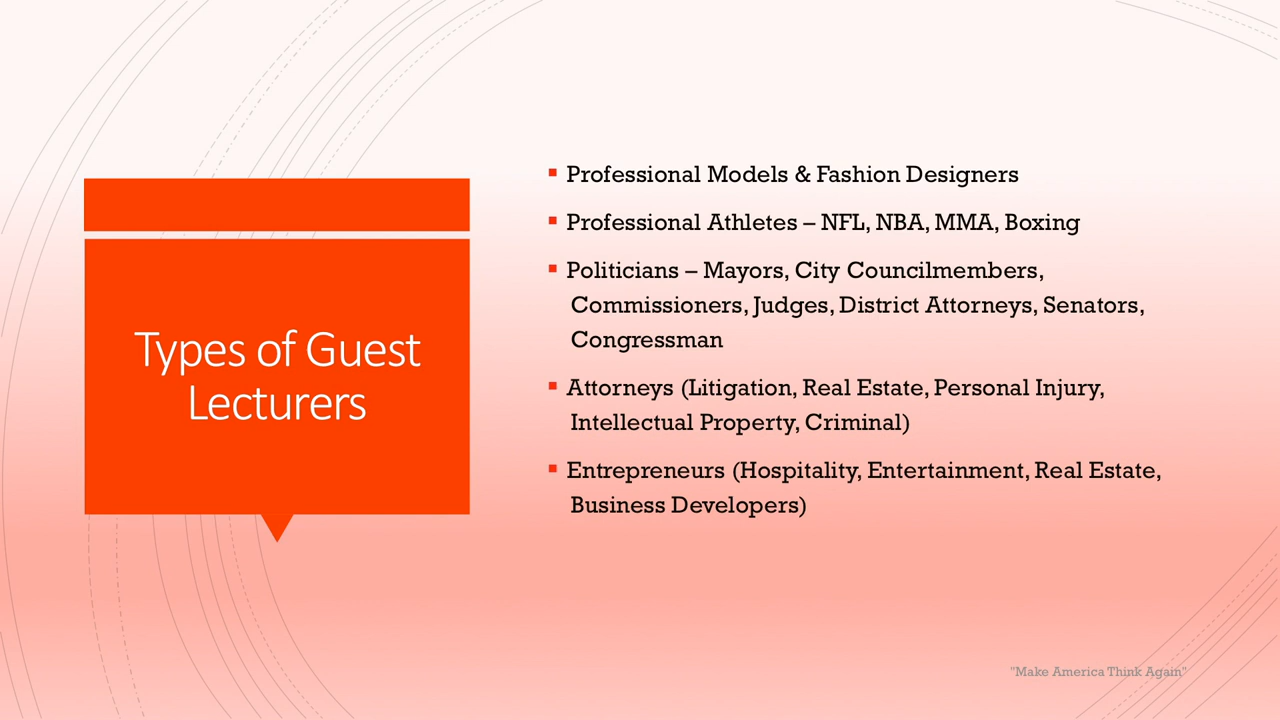 Types of Guest
Lecturers
▪ Professional Models & Fashion Designers
▪ Professional Athletes – NFL, NBA, MMA, Boxing
▪ Politicians – Mayors, City Councilmembers,
Commissioners, Judges, District Attorneys, Senators,
Congressman
▪ Attorneys (Litigation, Real Estate, Personal Injury,
Intellectual Property, Criminal)
▪ Entrepreneurs (Hospitality, Entertainment, Real Estate,
Business Developers)
"Make America Think Again"